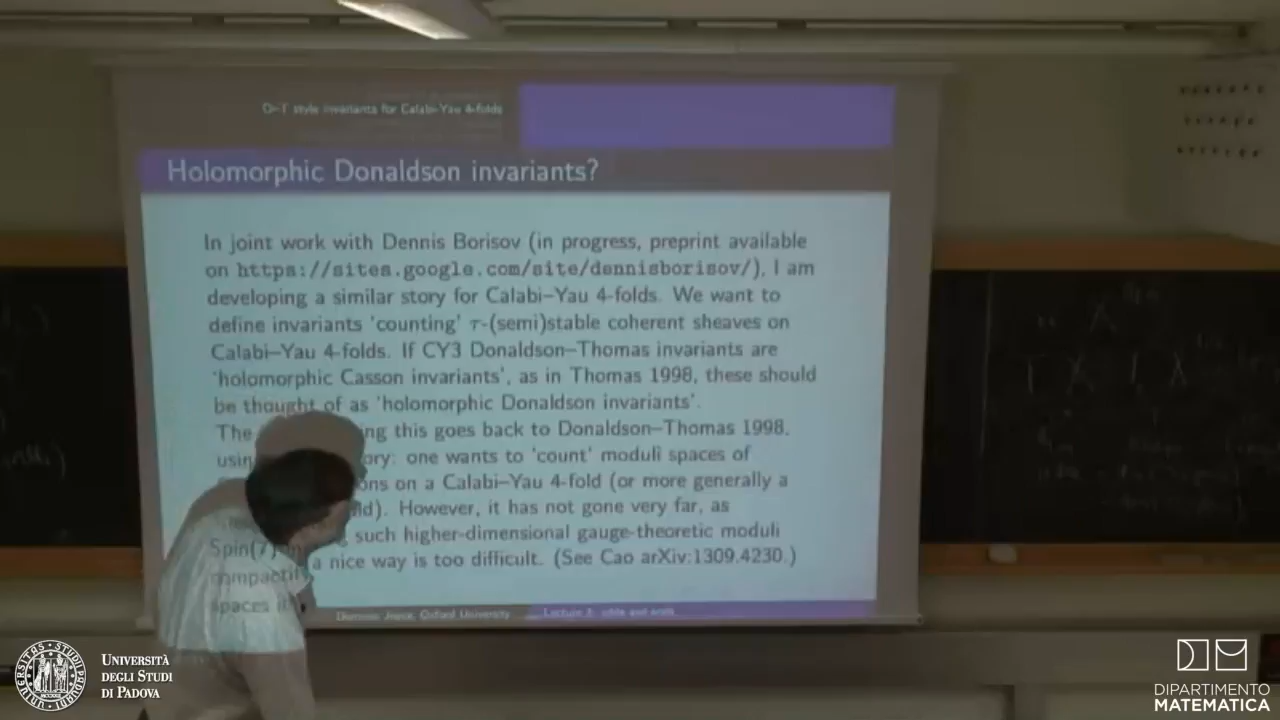 D–T style invariants for Calabi–Yau 4-folds
Holomorphic Donaldson invariants?
In joint work with Dennis Borisov (in progress, preprint available
on https://sites.google.com/site/dennisborisov/), I am
developing a similar story for Calabi–Yau 4-folds. We want to
define invariants 'counting' τ-(semi)stable coherent sheaves on
Calabi–Yau 4-folds. If CY3 Donaldson–Thomas invariants are
'holomorphic Casson invariants', as in Thomas 1998, these should
be thought of as 'holomorphic Donaldson invariants'.
The ng this goes back to Donaldson–Thomas 1998,
usin ory: one wants to 'count' moduli spaces of
ons on a Calabi–Yau 4-fold (or more generally a
Spin(7) ld). However, it has not gone very far, as
compactif such higher-dimensional gauge-theoretic moduli
spaces i a nice way is too difficult. (See Cao arXiv:1309.4230.)
Dominic Joyce, Oxford University
Lecture 3: odds and ends
UNIVERSITÀ
DEGLI STUDI
DI PADOVA
DIPARTIMENTO
MATEMATICA